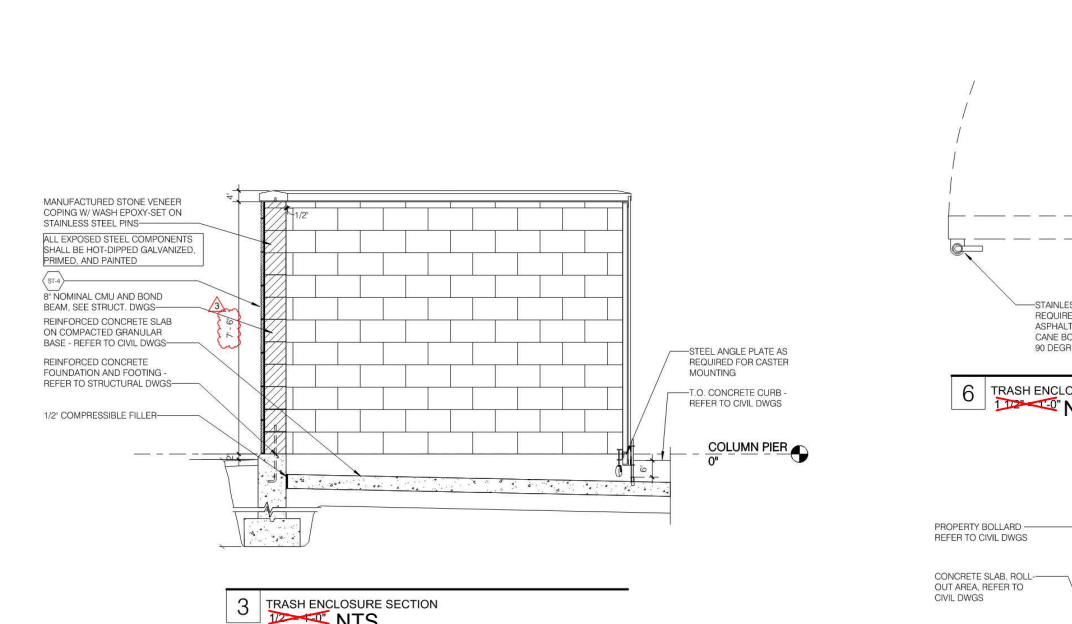 4"
MANUFACTURED STONE VENEER
COPING W/ WASH EPOXY-SET ON
STAINLESS STEEL PINS
1/2"
ALL EXPOSED STEEL COMPONENTS
SHALL BE HOT-DIPPED GALVANIZED,
PRIMED, AND PAINTED
ST-4
8" NOMINAL CMU AND BOND
BEAM, SEE STRUCT. DWGS
3
7' - 6"
REINFORCED CONCRETE SLAB
ON COMPACTED GRANULAR
BASE - REFER TO CIVIL DWGS
REINFORCED CONCRETE
FOUNDATION AND FOOTING -
REFER TO STRUCTURAL DWGS
1/2" COMPRESSIBLE FILLER
2"
STEEL ANGLE PLATE AS
REQUIRED FOR CASTER
MOUNTING
T.O. CONCRETE CURB -
REFER TO CIVIL DWGS
COLUMN PIER
0"
6"
3 TRASH ENCLOSURE SECTION
1/2" = 1'-0" NTS
STAINLES
REQUIRE
ASPHALT
CANE BO
90 DEGR
6 TRASH ENCLO
1 1/2" = 1'-0" N
PROPERTY BOLLARD
REFER TO CIVIL DWGS
CONCRETE SLAB, ROLL-
OUT AREA, REFER TO
CIVIL DWGS